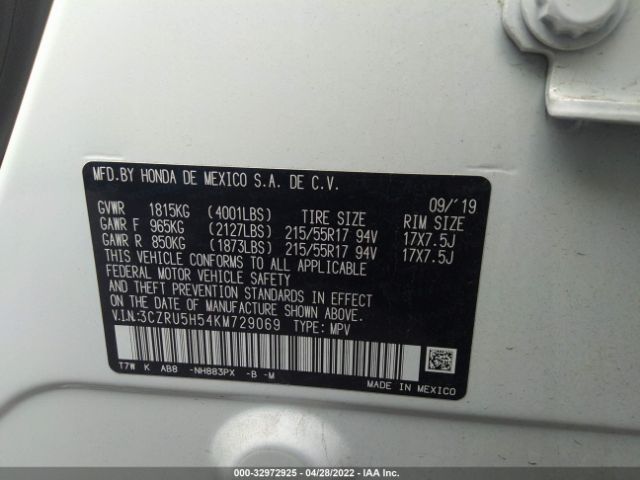 MFD.BY HONDA DE MEXICO S.A. DE C.V.
09/'19
GVWR 1815KG (4001LBS) TIRE SIZE RIM SIZE
GAWR F 965KG (2127LBS) 215/55R17 94V 17X7.5J
GAWR R 850KG (1873LBS) 215/55R17 94V 17X7.5J
THIS VEHICLE CONFORMS TO ALL APPLICABLE
FEDERAL MOTOR VEHICLE SAFETY
AND THEFT PREVENTION STANDARDS IN EFFECT
ON THE DATE OF MANUFACTURE SHOWN ABOVE.
V.I.N:3CZRU5H54KM729069 TYPE: MPV
T7W K AB8 -NH883PX -B -M
MADE IN MEXICO
000-32972925 - 04/28/2022 - IAA Inc.